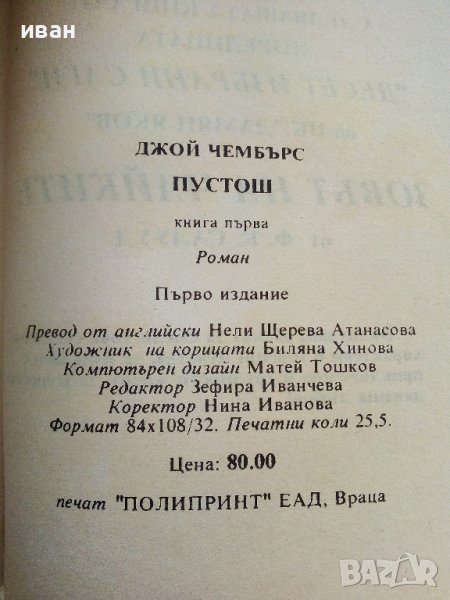 иван
ДЖОЙ ЧЕМБЪРС
ПУСТОШ
книга първа
Роман
Първо издание
Превод от английски Нели Щерева Атанасова
Художник на корицата Биляна Хинова
Компютърен дизайн Матей Тошков
Редактор Зефира Иванчева
Коректор Нина Иванова
Формат 84x108/32. Печатни коли 25,5.
Цена: 80.00
печат "ПОЛИПРИНТ" ЕАД, Враца
BAZAR